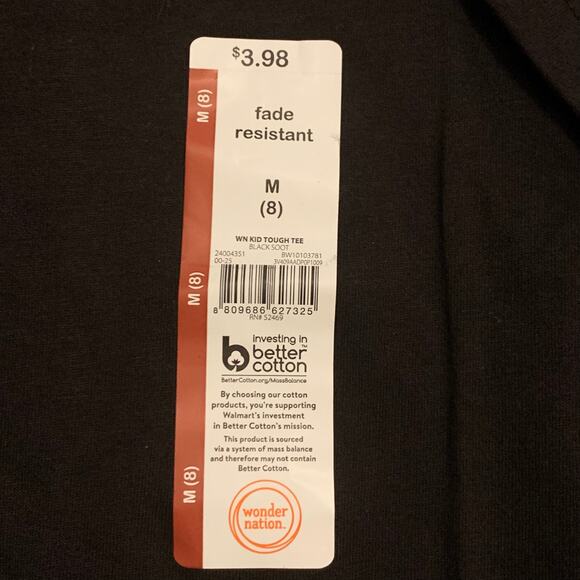 $3.98
M (8)
fade
resistant
M
(8)
WN KID TOUGH TEE
BLACK SOOT
24004351 BW10103781
00-25 3V409AADP0P1009
M (8)
8 809686 627325
RN# 52469
investing in
better™
cotton
BetterCotton.org/MassBalance
By choosing our cotton
products, you're supporting
Walmart's investment
in Better Cotton's mission.
This product is sourced
via a system of mass balance
and therefore may not contain
Better Cotton.
M (8)
wonder
nation.